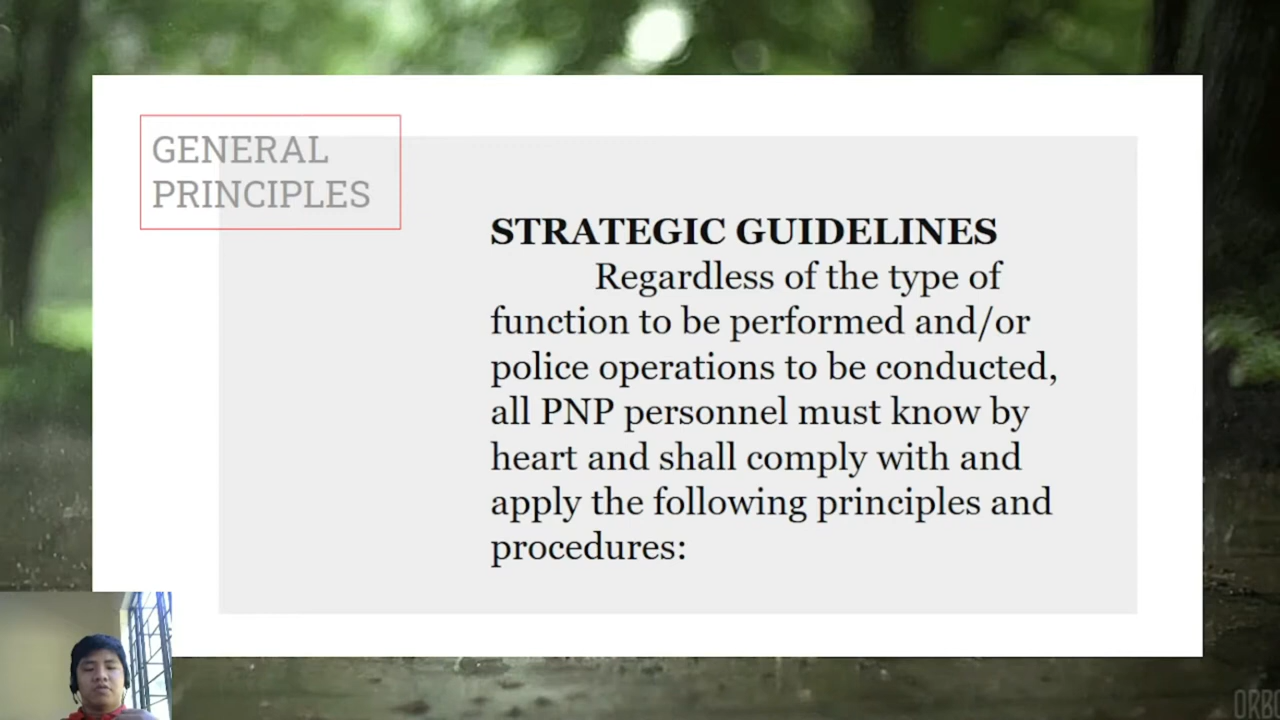 GENERAL
PRINCIPLES
STRATEGIC GUIDELINES
Regardless of the type of
function to be performed and/or
police operations to be conducted,
all PNP personnel must know by
heart and shall comply with and
apply the following principles and
procedures: